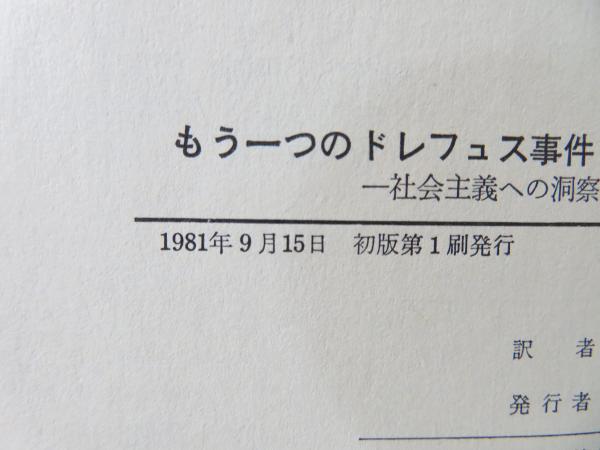 もう一つのドレフュス事件
—社会主義への洞察
1981年9月15日 初版第1刷発行
訳者
発行者